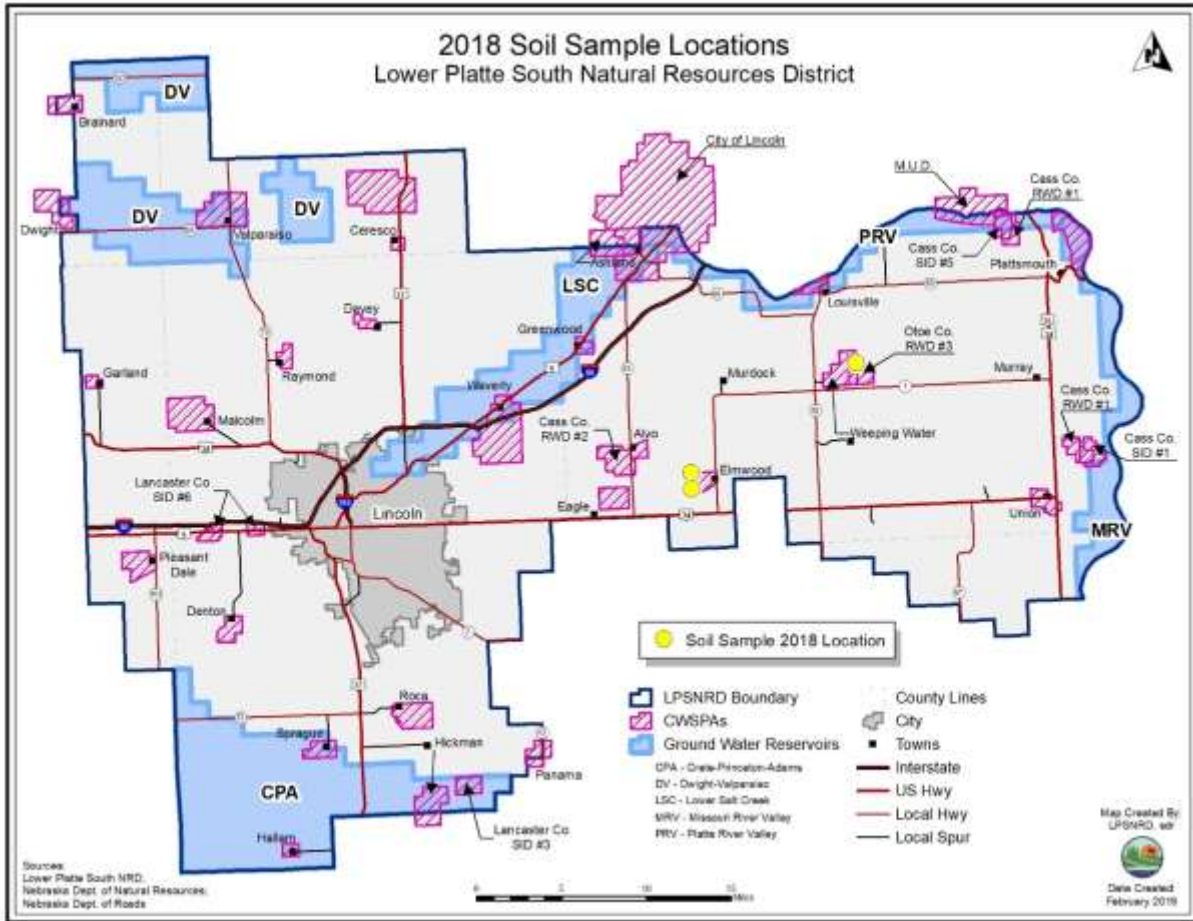 2018 Soil Sample Locations
Lower Platte South Natural Resources District
N
DV
Brainard
City of Lincoln
M.U.D.
Cass Co.
RWD #1
Dwight
DV
Valparaiso
DV
Ceresco
Ashland
PRV
Cass Co.
SID #5
Plattsmouth
LSC
Louisville
Davey
Greenwood
Otoe Co.
RWD #3
Garland
Raymond
Murdock
Murray
Waverly
Malcolm
Cass Co.
RWD #2
Alvo
Weeping Water
Cass Co.
RWD #1
Cass Co.
SID #1
Lancaster Co
SID #6
Elmwood
Lincoln
Eagle
Union
MRV
Pleasant
Dale
Denton
Soil Sample 2018 Location
LPSNRD Boundary
CWSPAs
Ground Water Reservoirs
CPA - Crete-Princeton-Adams
DV - Dwight-Valparaiso
LSC - Lower Salt Creek
MRV - Missouri River Valley
PRV - Platte River Valley
County Lines
City
Towns
Interstate
US Hwy
Local Hwy
Local Spur
Roca
Sprague
Hickman
Panama
CPA
Hallam
Lancaster Co
SID #3
Sources:
Lower Platte South NRD,
Nebraska Dept. of Natural Resources,
Nebraska Dept. of Roads
0
5
10
15
Miles
Map Created By:
LPSNRD, sdr
Date Created
February 2019